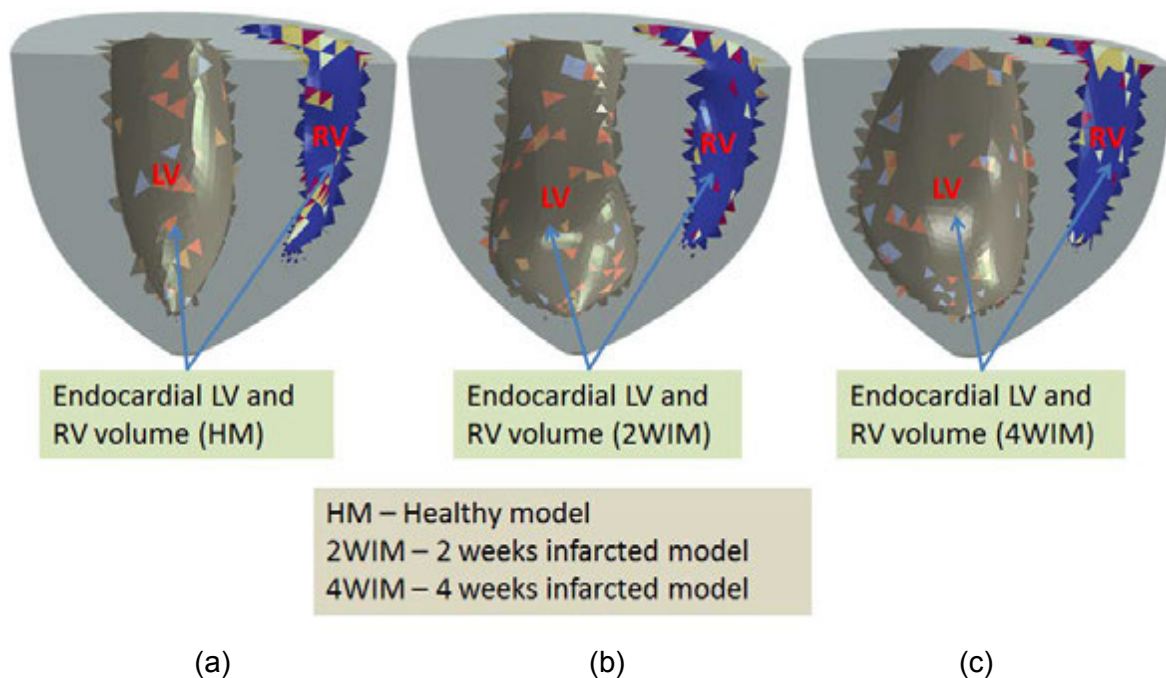 LV
RV
LV
RV
LV
RV
Endocardial LV and
RV volume (HM)
Endocardial LV and
RV volume (2WIM)
Endocardial LV and
RV volume (4WIM)
HM – Healthy model
2WIM – 2 weeks infarcted model
4WIM – 4 weeks infarcted model
(a)
(b)
(c)